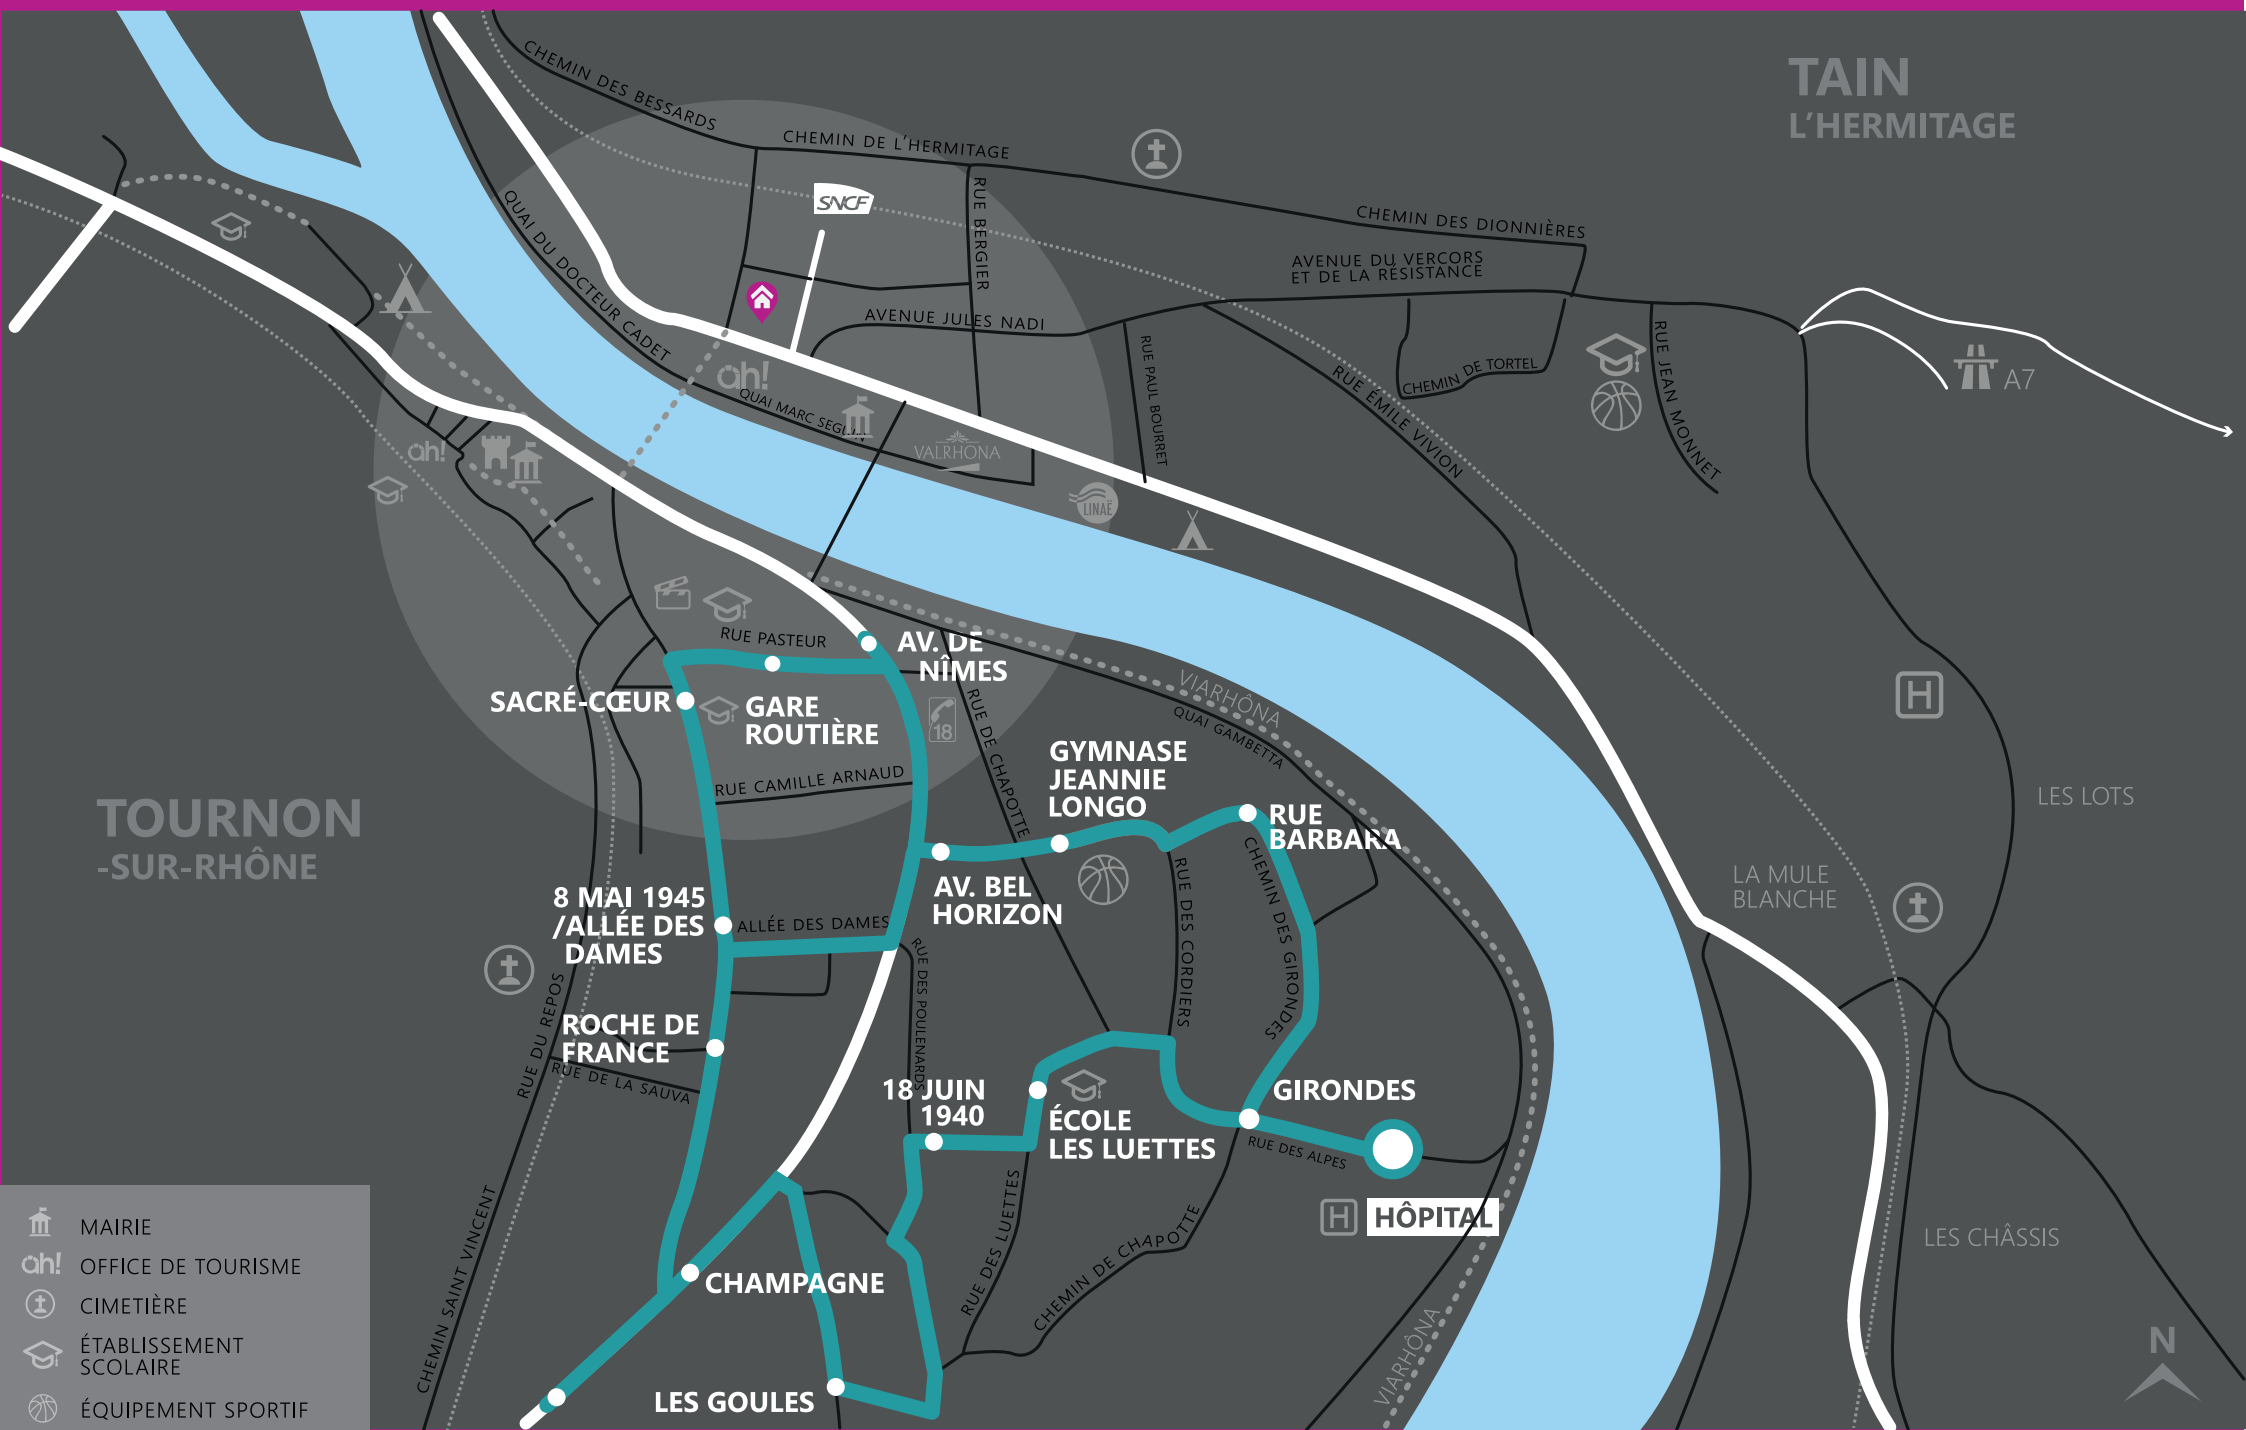 TAIN
L'HERMITAGE
CHEMIN DES BESSARDS
CHEMIN DE L'HERMITAGE
SNCF
RUE BERGIER
CHEMIN DES DIONNIÈRES
AVENUE DU VERCORS
ET DE LA RÉSISTANCE
QUAI DU DOCTEUR CADET
AVENUE JULES NADI
RUE PAUL BOURRET
CHEMIN DE TORTEL
RUE JEAN MONNET
A7
RUE ÉMILE VIVION
ah!
QUAI MARC SEGUIN
VALRHONA
ah!
LINAË
RUE PASTEUR
AV. DE
NÎMES
SACRÉ-CŒUR
GARE
ROUTIÈRE
18
RUE DE CHAPOTTE
VIARHÔNA
QUAI GAMBETTA
H
RUE CAMILLE ARNAUD
GYMNASE
JEANNIE
LONGO
RUE
BARBARA
LES LOTS
TOURNON
-SUR-RHÔNE
AV. BEL
HORIZON
8 MAI 1945
/ALLÉE DES
DAMES
ALLÉE DES DAMES
RUE DES POULENARDS
RUE DES CORDIERS
CHEMIN DES GIRONDES
LA MULE
BLANCHE
RUE DU REPOS
ROCHE DE
FRANCE
RUE DE LA SAUVA
18 JUIN
1940
ÉCOLE
LES LUETTES
GIRONDES
RUE DES ALPES
H
HÔPITAL
RUE DES LUETTES
CHEMIN DE CHAPOTTE
CHEMIN SAINT VINCENT
CHAMPAGNE
LES GOULES
VIARHÔNA
LES CHÂSSIS
N
MAIRIE
ah!
OFFICE DE TOURISME
CIMETIÈRE
ÉTABLISSEMENT
SCOLAIRE
ÉQUIPEMENT SPORTIF